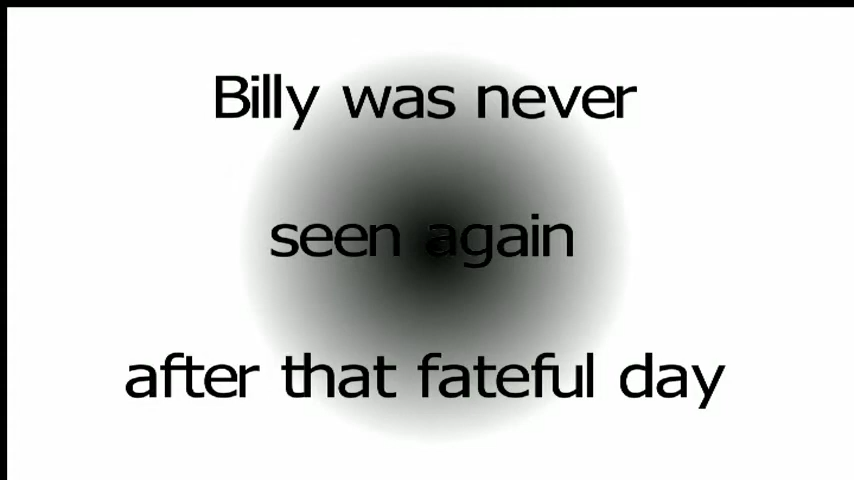 Billy was never
seen again
after that fateful day